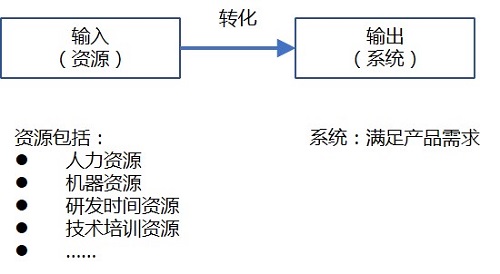 转化
输入
（资源）
输出
（系统）
资源包括：
● 人力资源
● 机器资源
● 研发时间资源
● 技术培训资源
● ......
系统：满足产品需求